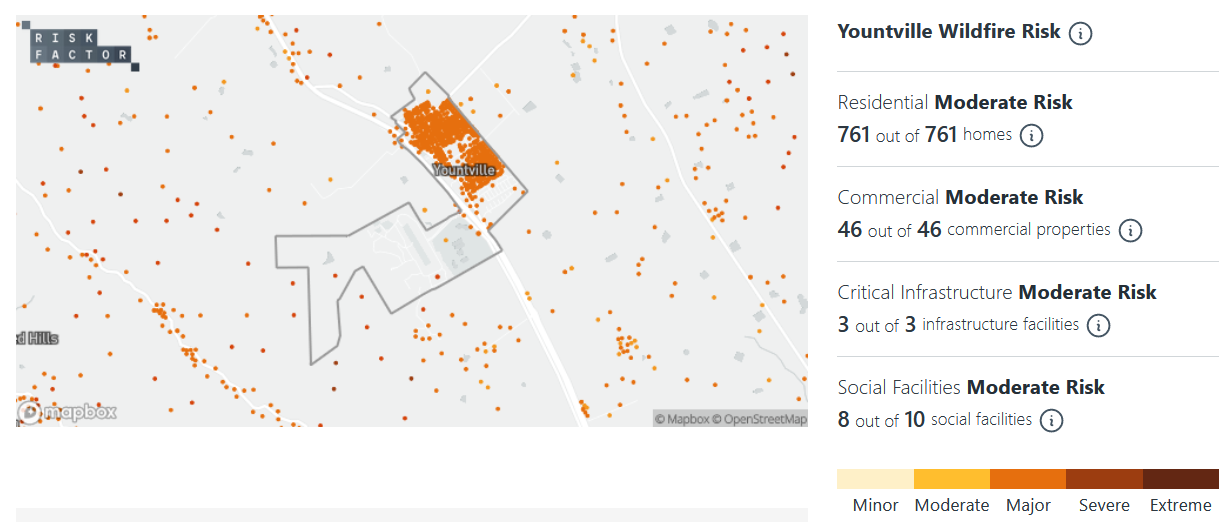 RISK
FACTOR
Yountville
d Hills
mapbox
© Mapbox © OpenStreetMap
Yountville Wildfire Risk
Residential Moderate Risk
761 out of 761 homes
Commercial Moderate Risk
46 out of 46 commercial properties
Critical Infrastructure Moderate Risk
3 out of 3 infrastructure facilities
Social Facilities Moderate Risk
8 out of 10 social facilities
Minor Moderate Major Severe Extreme